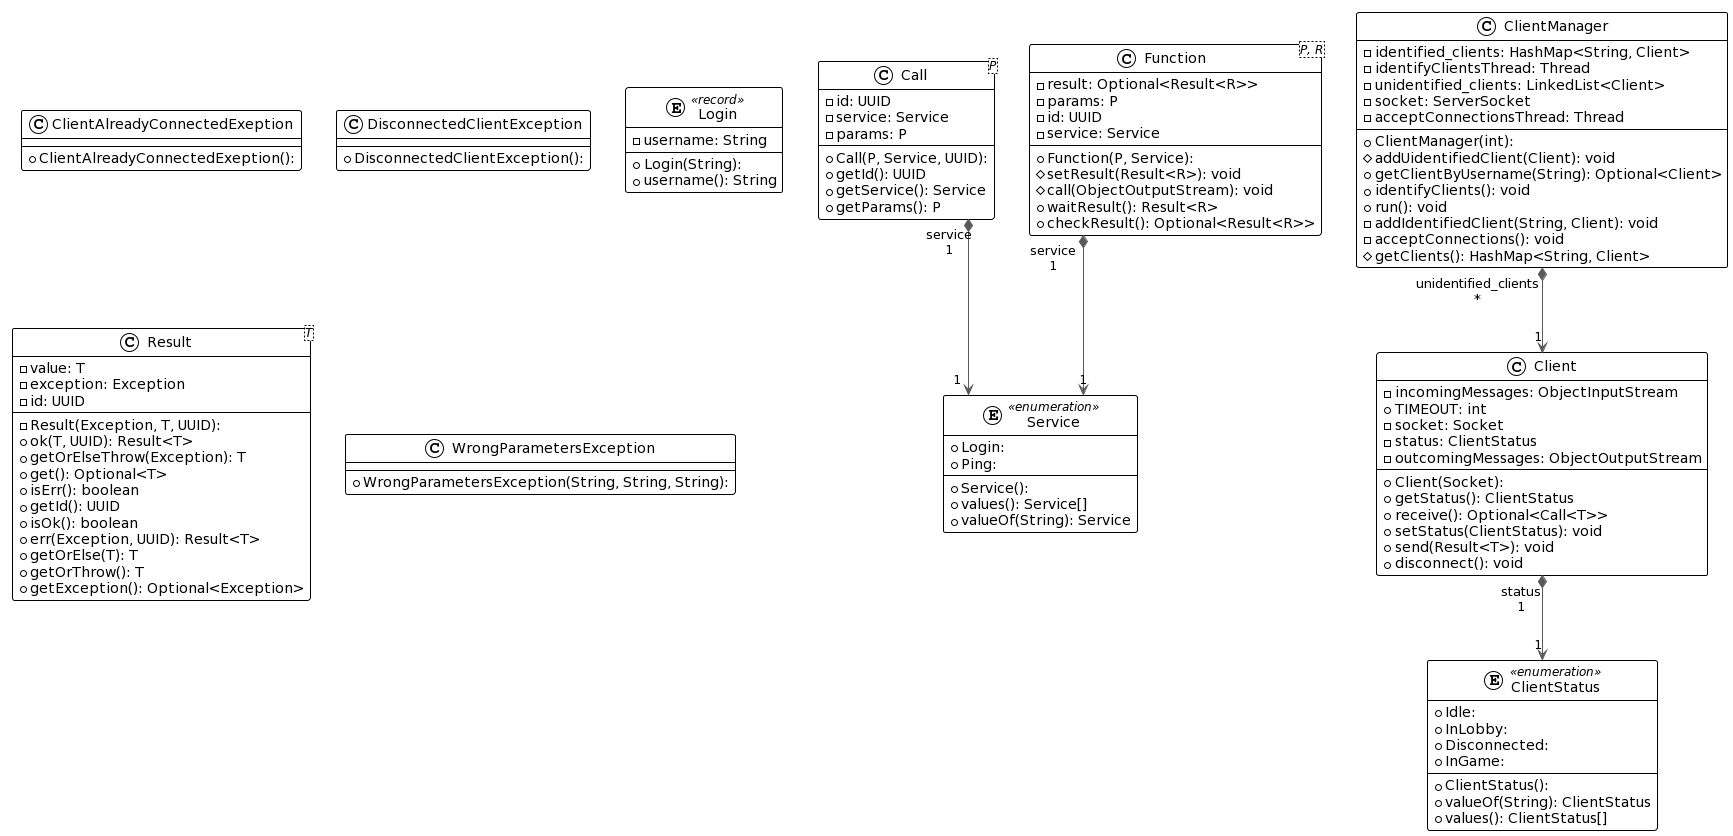 C ClientAlreadyConnectedExeption
ClientAlreadyConnectedExeption():
C DisconnectedClientException
DisconnectedClientException():
E «record»
Login
username: String
Login(String):
username(): String
C Call
P
id: UUID
service: Service
params: P
Call(P, Service, UUID):
getId(): UUID
getService(): Service
getParams(): P
C Function
P, R
result: Optional<Result<R>>
params: P
id: UUID
service: Service
Function(P, Service):
setResult(Result<R>): void
call(ObjectOutputStream): void
waitResult(): Result<R>
checkResult(): Optional<Result<R>>
C ClientManager
identified_clients: HashMap<String, Client>
identifyClientsThread: Thread
unidentified_clients: LinkedList<Client>
socket: ServerSocket
acceptConnectionsThread: Thread
ClientManager(int):
addUidentifiedClient(Client): void
getClientByUsername(String): Optional<Client>
identifyClients(): void
run(): void
addIdentifiedClient(String, Client): void
acceptConnections(): void
getClients(): HashMap<String, Client>
service
1
1
service
1
1
unidentified_clients
*
1
C Result
T
value: T
exception: Exception
id: UUID
Result(Exception, T, UUID):
ok(T, UUID): Result<T>
getOrElseThrow(Exception): T
get(): Optional<T>
isErr(): boolean
getId(): UUID
isOk(): boolean
err(Exception, UUID): Result<T>
getOrElse(T): T
getOrThrow(): T
getException(): Optional<Exception>
C WrongParametersException
WrongParametersException(String, String, String):
E «enumeration»
Service
Login:
Ping:
Service():
values(): Service[]
valueOf(String): Service
C Client
incomingMessages: ObjectInputStream
TIMEOUT: int
socket: Socket
status: ClientStatus
outcomingMessages: ObjectOutputStream
Client(Socket):
getStatus(): ClientStatus
receive(): Optional<Call<T>>
setStatus(ClientStatus): void
send(Result<T>): void
disconnect(): void
status
1
1
E «enumeration»
ClientStatus
Idle:
InLobby:
Disconnected:
InGame:
ClientStatus():
valueOf(String): ClientStatus
values(): ClientStatus[]